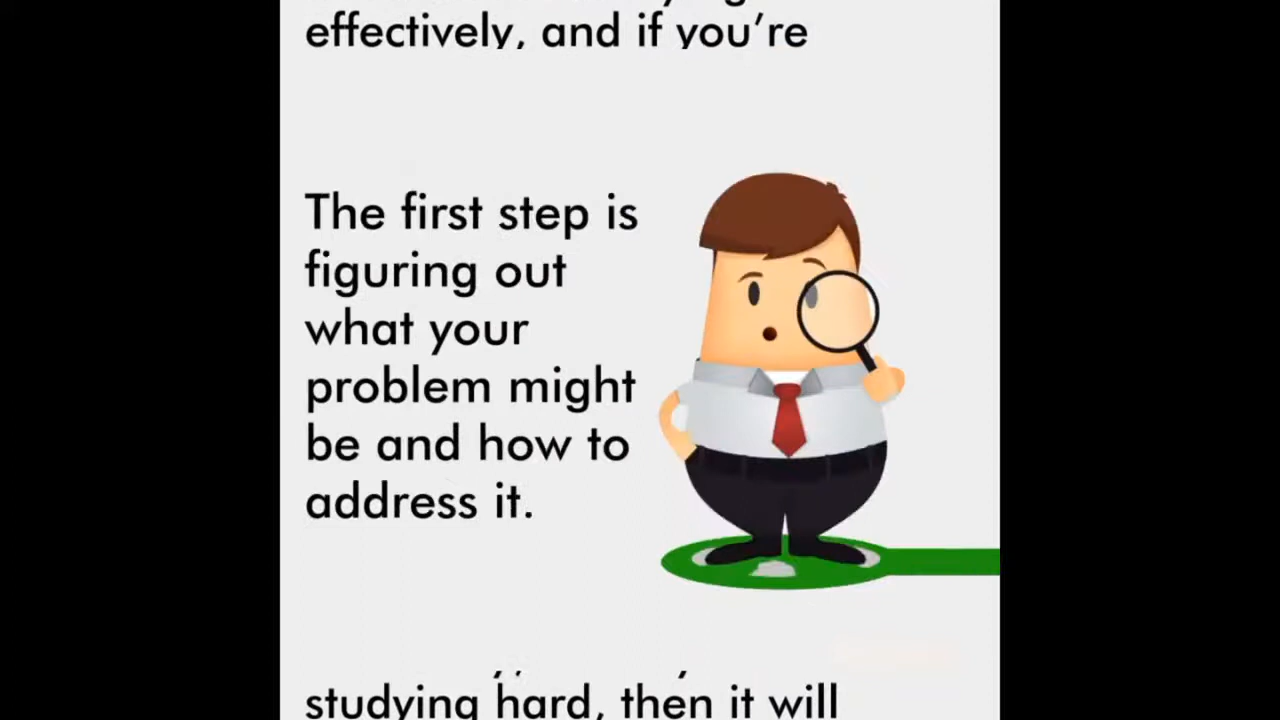 effectively, and if you're
The first step is
figuring out
what your
problem might
be and how to
address it.
studying hard, then it will